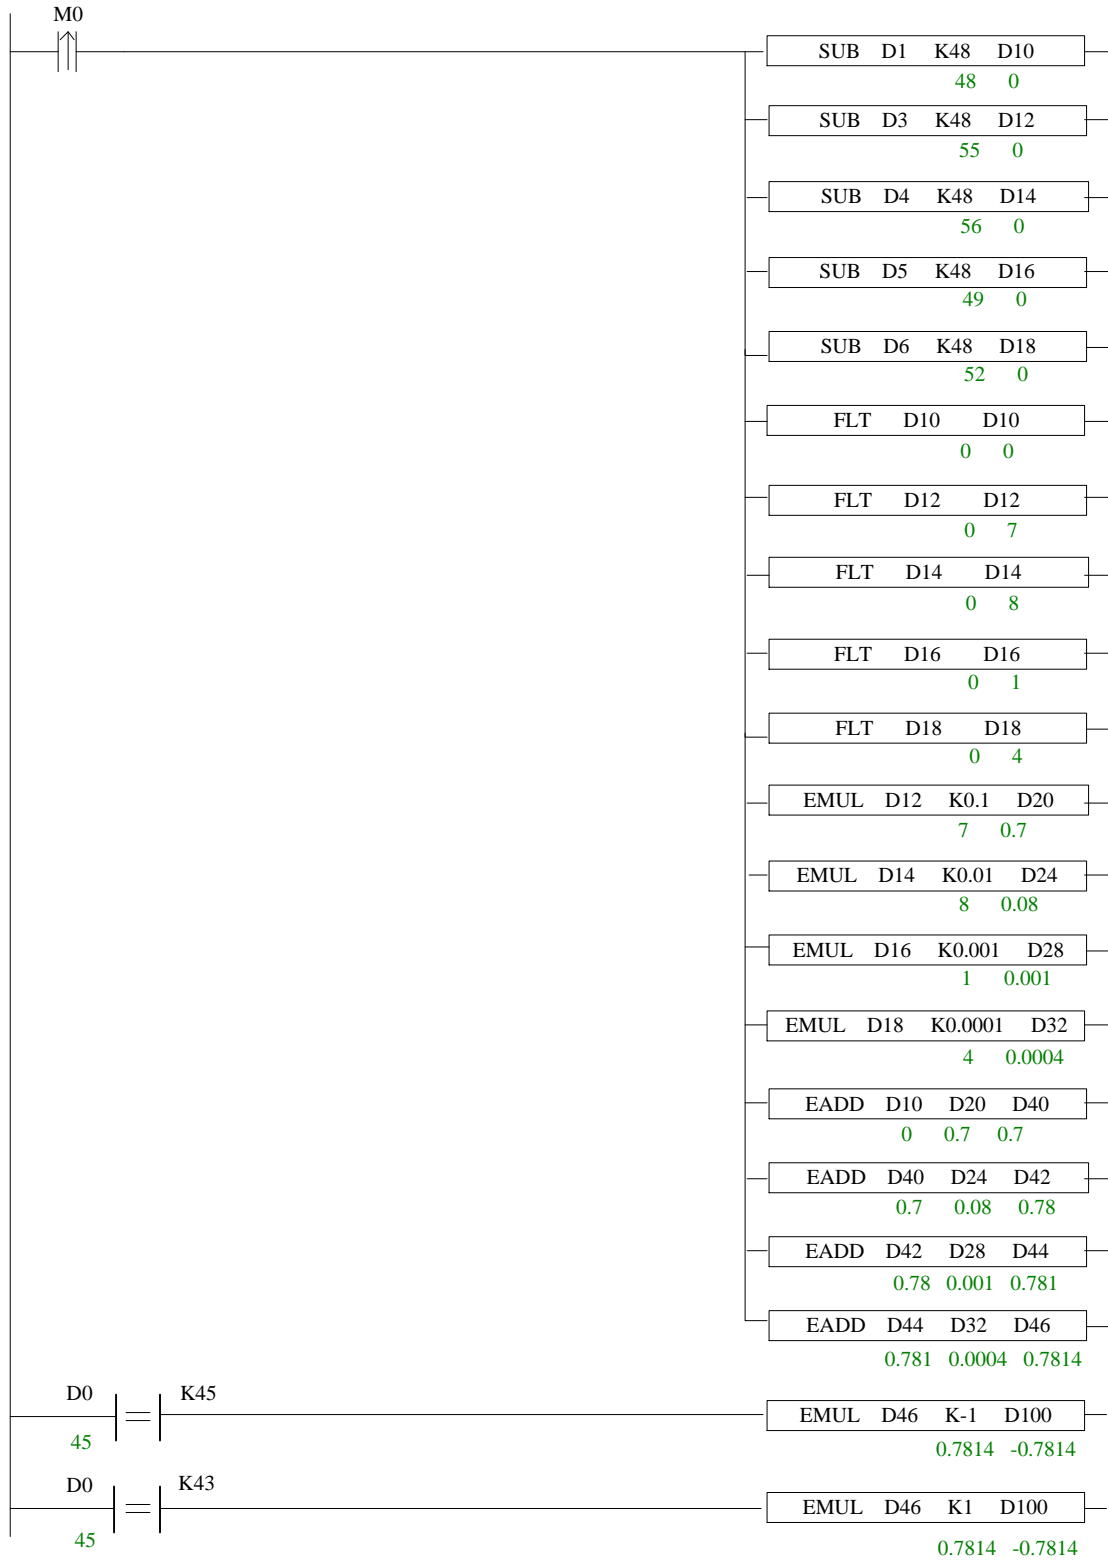 M0
SUB D1 K48 D10
48 0
SUB D3 K48 D12
55 0
SUB D4 K48 D14
56 0
SUB D5 K48 D16
49 0
SUB D6 K48 D18
52 0
FLT D10 D10
0 0
FLT D12 D12
0 7
FLT D14 D14
0 8
FLT D16 D16
0 1
FLT D18 D18
0 4
EMUL D12 K0.1 D20
7 0.7
EMUL D14 K0.01 D24
8 0.08
EMUL D16 K0.001 D28
1 0.001
EMUL D18 K0.0001 D32
4 0.0004
EADD D10 D20 D40
0 0.7 0.7
EADD D40 D24 D42
0.7 0.08 0.78
EADD D42 D28 D44
0.78 0.001 0.781
EADD D44 D32 D46
0.781 0.0004 0.7814
D0 K45
EMUL D46 K-1 D100
45
0.7814 -0.7814
D0 K43
EMUL D46 K1 D100
45
0.7814 -0.7814